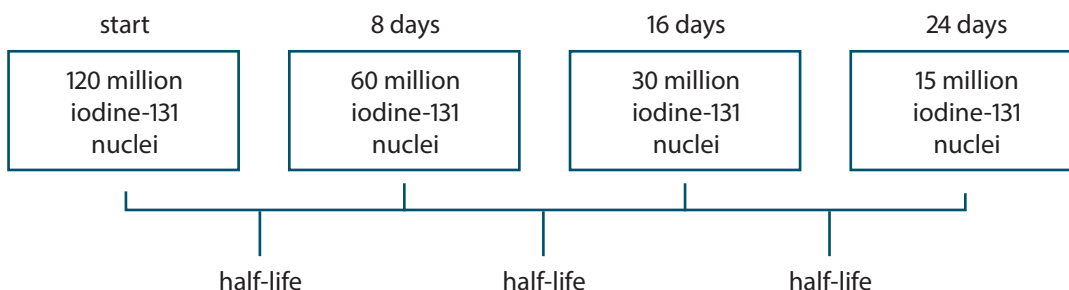 start
8 days
16 days
24 days
120 million
iodine-131
nuclei
60 million
iodine-131
nuclei
30 million
iodine-131
nuclei
15 million
iodine-131
nuclei
half-life
half-life
half-life